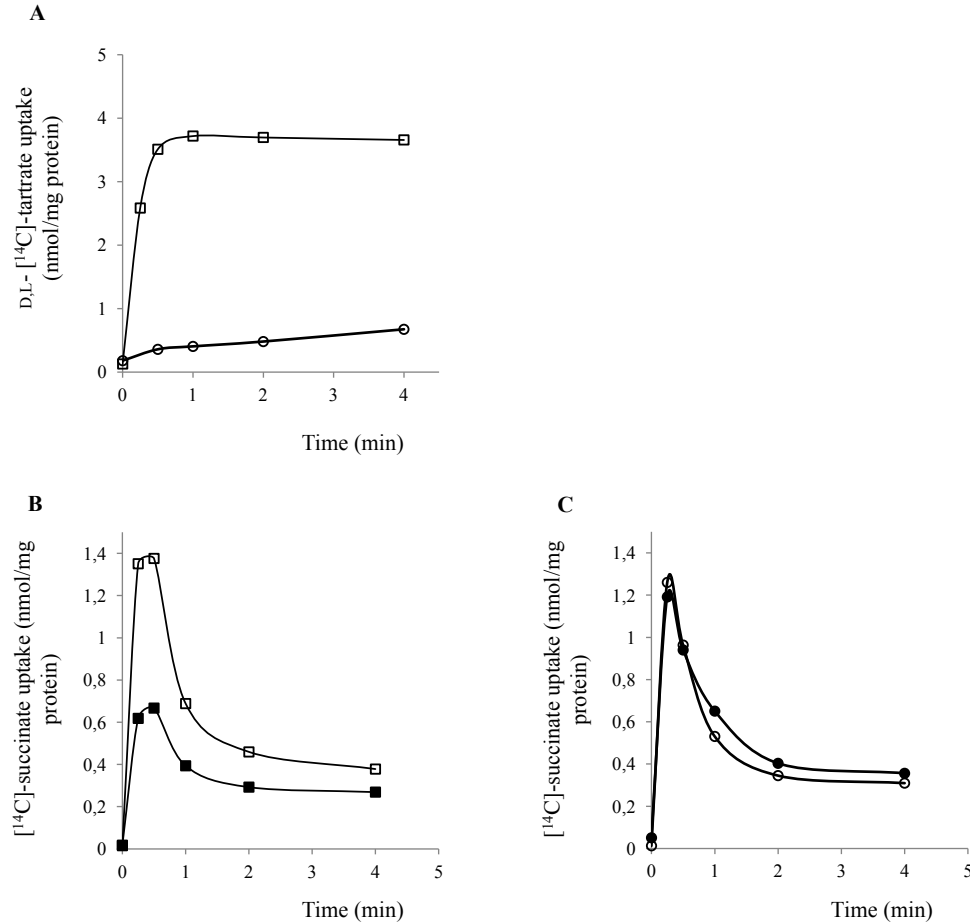 A
D,L- [¹⁴C]-tartrate uptake
(nmol/mg protein)
5
4
3
2
1
0
0 1 2 3 4
Time (min)
B
[¹⁴C]-succinate uptake (nmol/mg
protein)
1,4
1,2
1
0,8
0,6
0,4
0,2
0
0 1 2 3 4 5
Time (min)
C
[¹⁴C]-succinate uptake (nmol/mg
protein)
1,4
1,2
1
0,8
0,6
0,4
0,2
0
0 1 2 3 4 5
Time (min)